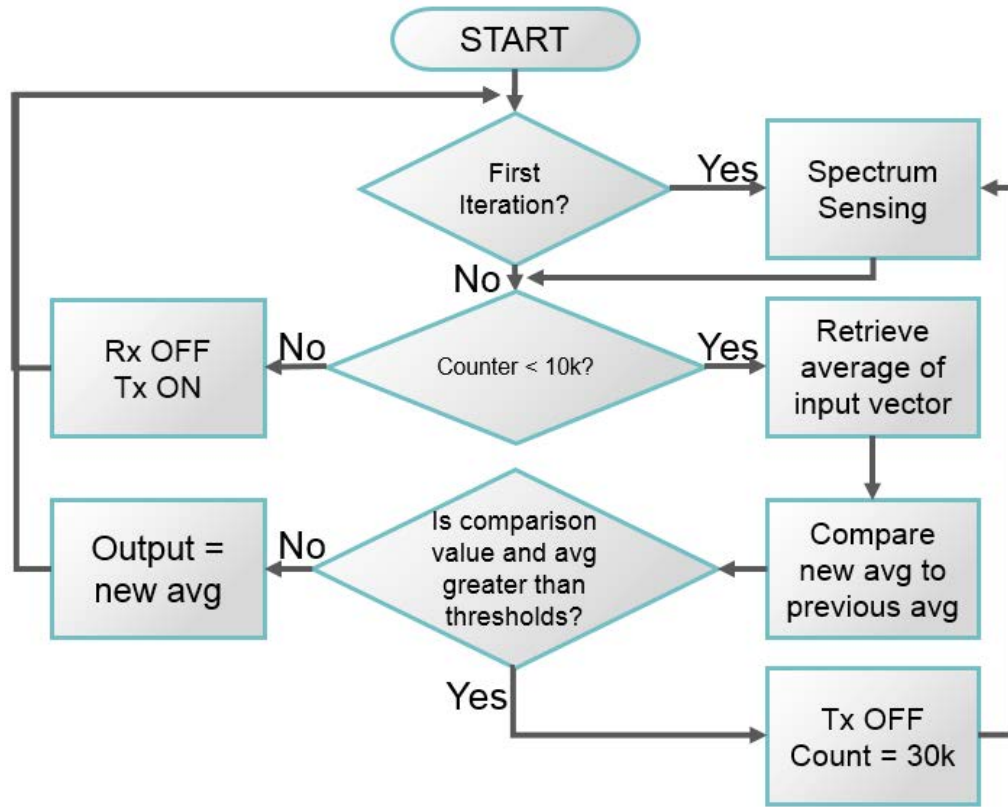 START
First
Iteration?
Yes
Spectrum
Sensing
No
Rx OFF
Tx ON
No
Counter < 10k?
Yes
Retrieve
average of
input vector
Output =
new avg
No
Is comparison
value and avg
greater than
thresholds?
Compare
new avg to
previous avg
Yes
Tx OFF
Count = 30k